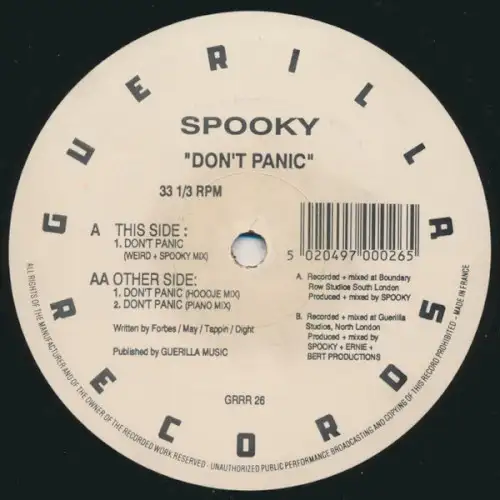 GUERILLA
RECORDS
SPOOKY
"DON'T PANIC"
33 1/3 RPM
A THIS SIDE :
1. DON'T PANIC
(WEIRD + SPOOKY MIX)
AA OTHER SIDE:
1. DON'T PANIC (HOOOJE MIX)
2. DON'T PANIC (PIANO MIX)
Written by Forbes / May / Tappin / Dight
Published by GUERILLA MUSIC
5 020497 000265
A. Recorded + mixed at Boundary
Row Studios South London
Produced + mixed by SPOOKY
B. Recorded + mixed at Guerilla
Studios, North London
Produced + mixed by
SPOOKY + ERNIE +
BERT PRODUCTIONS
GRRR 26
ALL RIGHTS OF THE MANUFACTURER AND OF THE OWNER OF THE RECORDED WORK RESERVED - UNAUTHORIZED PUBLIC PERFORMANCE BROADCASTING AND COPYING OF THIS RECORD PROHIBITED - MADE IN FRANCE